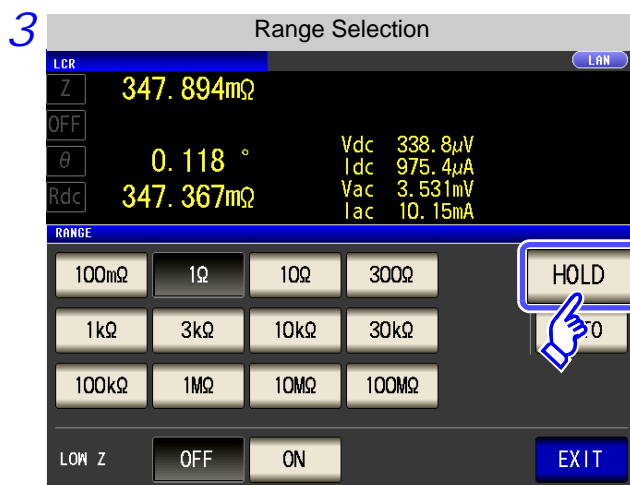 3 Range Selection
LCR LAN
Z 347.894mΩ
OFF
Vdc 338.8µV
θ 0.118 ° Idc 975.4µA
Vac 3.531mV
Rdc 347.367mΩ Iac 10.15mA
RANGE
100mΩ 1Ω 10Ω 300Ω HOLD
1kΩ 3kΩ 10kΩ 30kΩ
100kΩ 1MΩ 10MΩ 100MΩ
LOW Z OFF ON EXIT